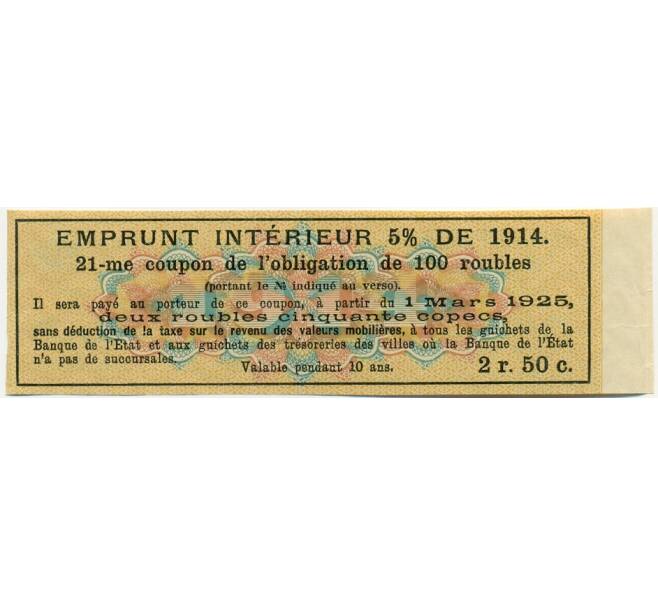 EMPRUNT INTÉRIEUR 5% DE 1914.
21-me coupon de l'obligation de 100 roubles
(portant le № indiqué au verso).
Il sera payé au porteur de ce coupon, à partir du 1 Mars 1925,
deux roubles cinquante copecs,
sans déduction de la taxe sur le revenu des valeurs mobilières, à tous les guichets de la
Banque de l'État et aux guichets des trésoreries des villes où la Banque de l'État
n'a pas de succursales.
Valable pendant 10 ans.
2 r. 50 c.